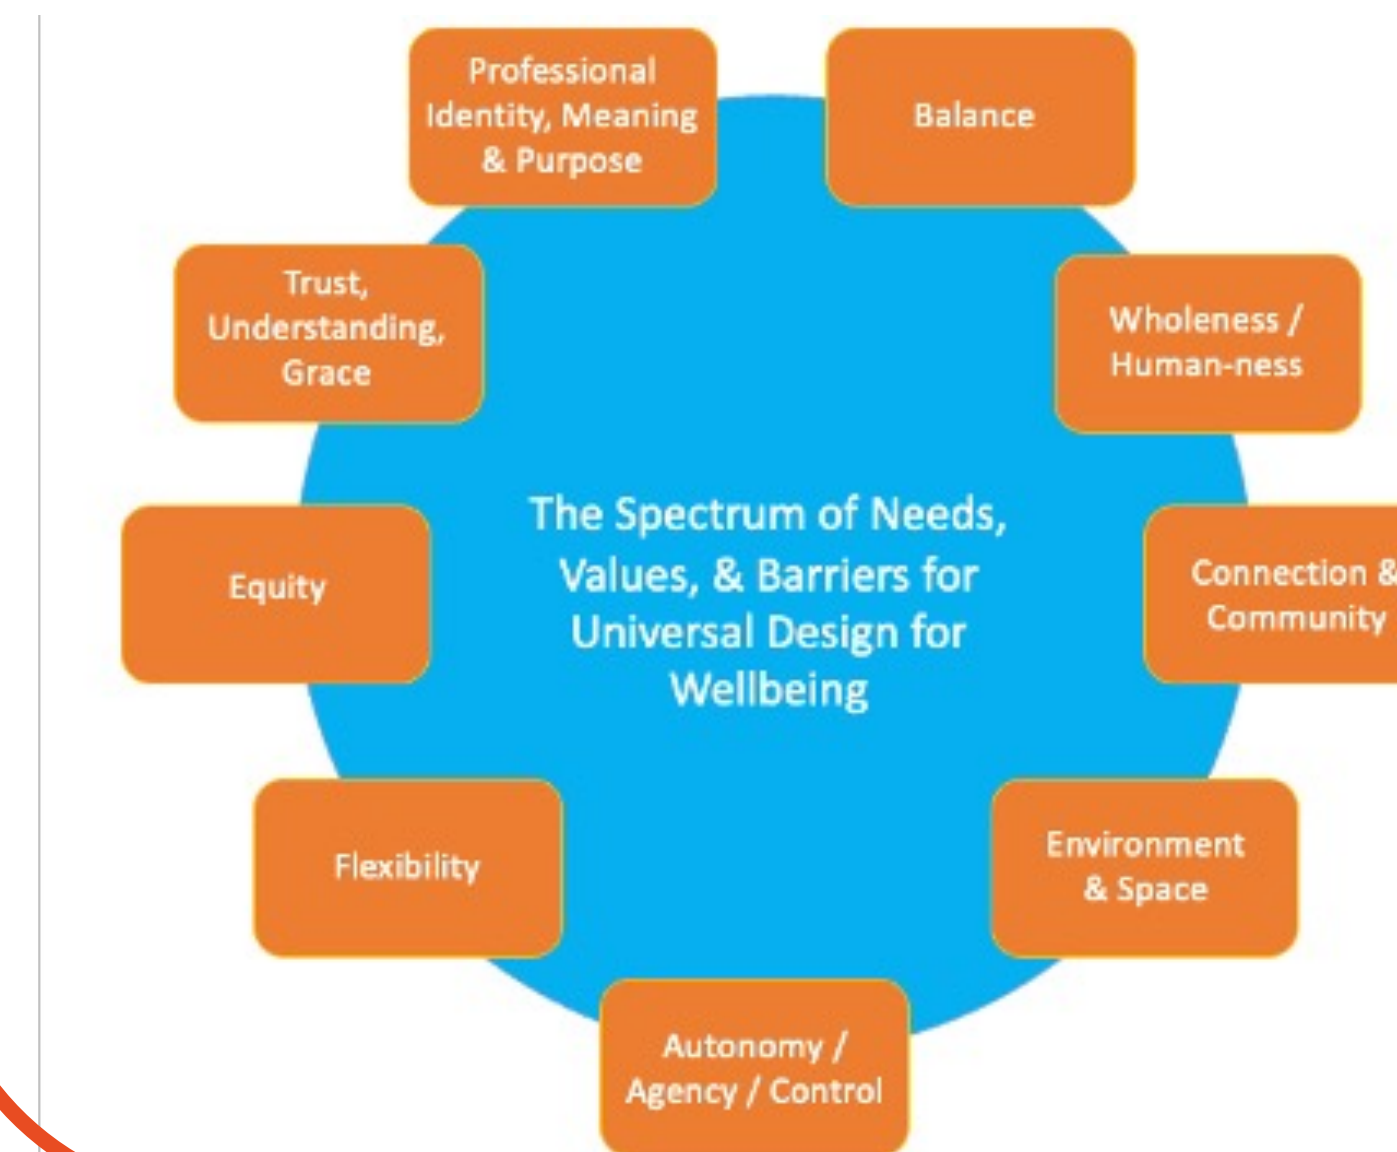 Professional
Identity, Meaning
& Purpose
Balance
Trust,
Understanding,
Grace
Wholeness /
Human-ness
The Spectrum of Needs,
Values, & Barriers for
Universal Design for
Wellbeing
Equity
Connection &
Community
Flexibility
Environment
& Space
Autonomy /
Agency / Control